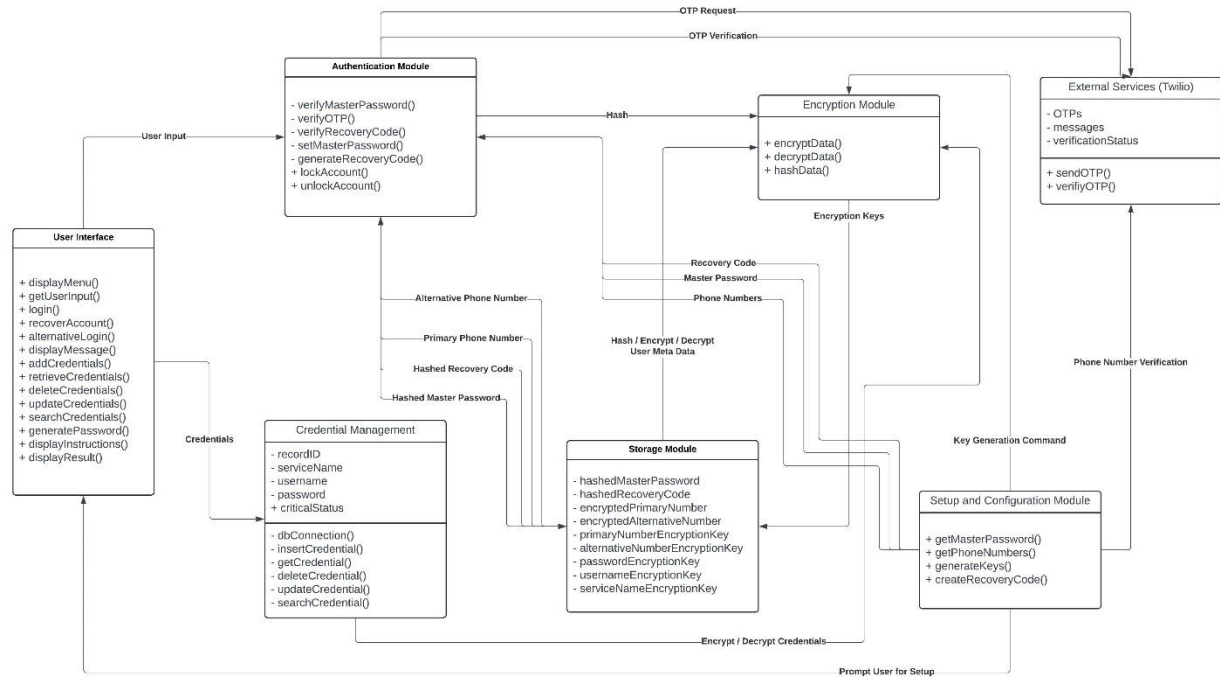 OTP Request
OTP Verification
Authentication Module
- verifyMasterPassword()
- verifyOTP()
- verifyRecoveryCode()
- setMasterPassword()
- generateRecoveryCode()
+ lockAccount()
+ unlockAccount()
Hash
Encryption Module
+ encryptData()
+ decryptData()
+ hashData()
External Services (Twilio)
- OTPs
- messages
- verificationStatus
+ sendOTP()
+ verifiyOTP()
User Input
Encryption Keys
User Interface
+ displayMenu()
+ getUserInput()
+ login()
+ recoverAccount()
+ alternativeLogin()
+ displayMessage()
+ addCredentials()
+ retrieveCredentials()
+ deleteCredentials()
+ updateCredentials()
+ searchCredentials()
+ generatePassword()
+ displayInstructions()
+ displayResult()
Recovery Code
Master Password
Phone Numbers
Alternative Phone Number
Primary Phone Number
Hashed Recovery Code
Hashed Master Password
Hash / Encrypt / Decrypt
User Meta Data
Phone Number Verification
Credentials
Credential Management
- recordID
- serviceName
- username
- password
+ criticalStatus
- dbConnection()
- insertCredential()
- getCredential()
- deleteCredential()
- updateCredential()
- searchCredential()
Storage Module
- hashedMasterPassword
- hashedRecoveryCode
- encryptedPrimaryNumber
- encryptedAlternativeNumber
- primaryNumberEncryptionKey
- alternativeNumberEncryptionKey
- passwordEncryptionKey
- usernameEncryptionKey
- serviceNameEncryptionKey
Key Generation Command
Setup and Configuration Module
+ getMasterPassword()
+ getPhoneNumbers()
+ generateKeys()
+ createRecoveryCode()
Encrypt / Decrypt Credentials
Prompt User for Setup